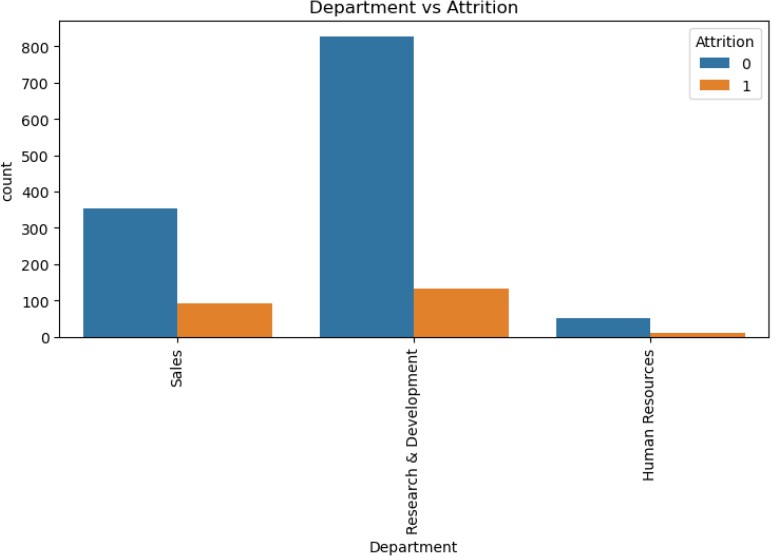 Department vs Attrition
Attrition
0
1
800
700
600
500
400
300
200
100
0
count
Sales
Research & Development
Human Resources
Department